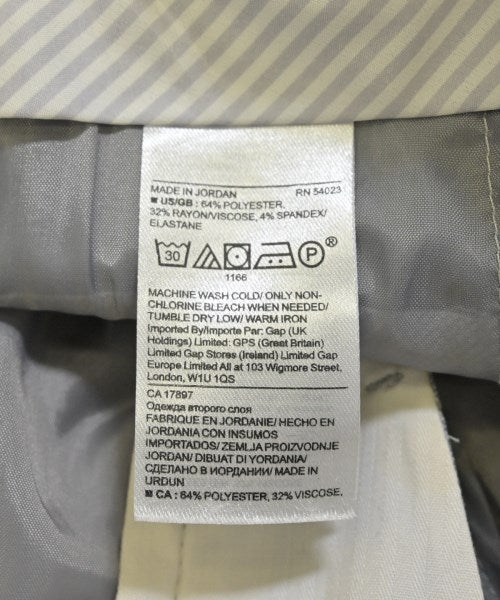 MADE IN JORDAN RN 54023
■ US/GB : 64% POLYESTER,
32% RAYON/VISCOSE, 4% SPANDEX/
ELASTANE
30 P ®
1166
MACHINE WASH COLD/ ONLY NON-
CHLORINE BLEACH WHEN NEEDED/
TUMBLE DRY LOW/ WARM IRON
Imported By/Importe Par: Gap (UK
Holdings) Limited: GPS (Great Britain)
Limited Gap Stores (Ireland) Limited Gap
Europe Limited All at 103 Wigmore Street,
London, W1U 1QS
CA 17897
Одежда второго слоя
FABRIQUE EN JORDANIE/ HECHO EN
JORDANIA CON INSUMOS
IMPORTADOS/ ZEMLJA PROIZVODNJE
JORDAN/ DIBUAT DI YORDANIA/
СДЕЛАНО В ИОРДАНИИ/ MADE IN
URDUN
■ CA : 64% POLYESTER, 32% VISCOSE,